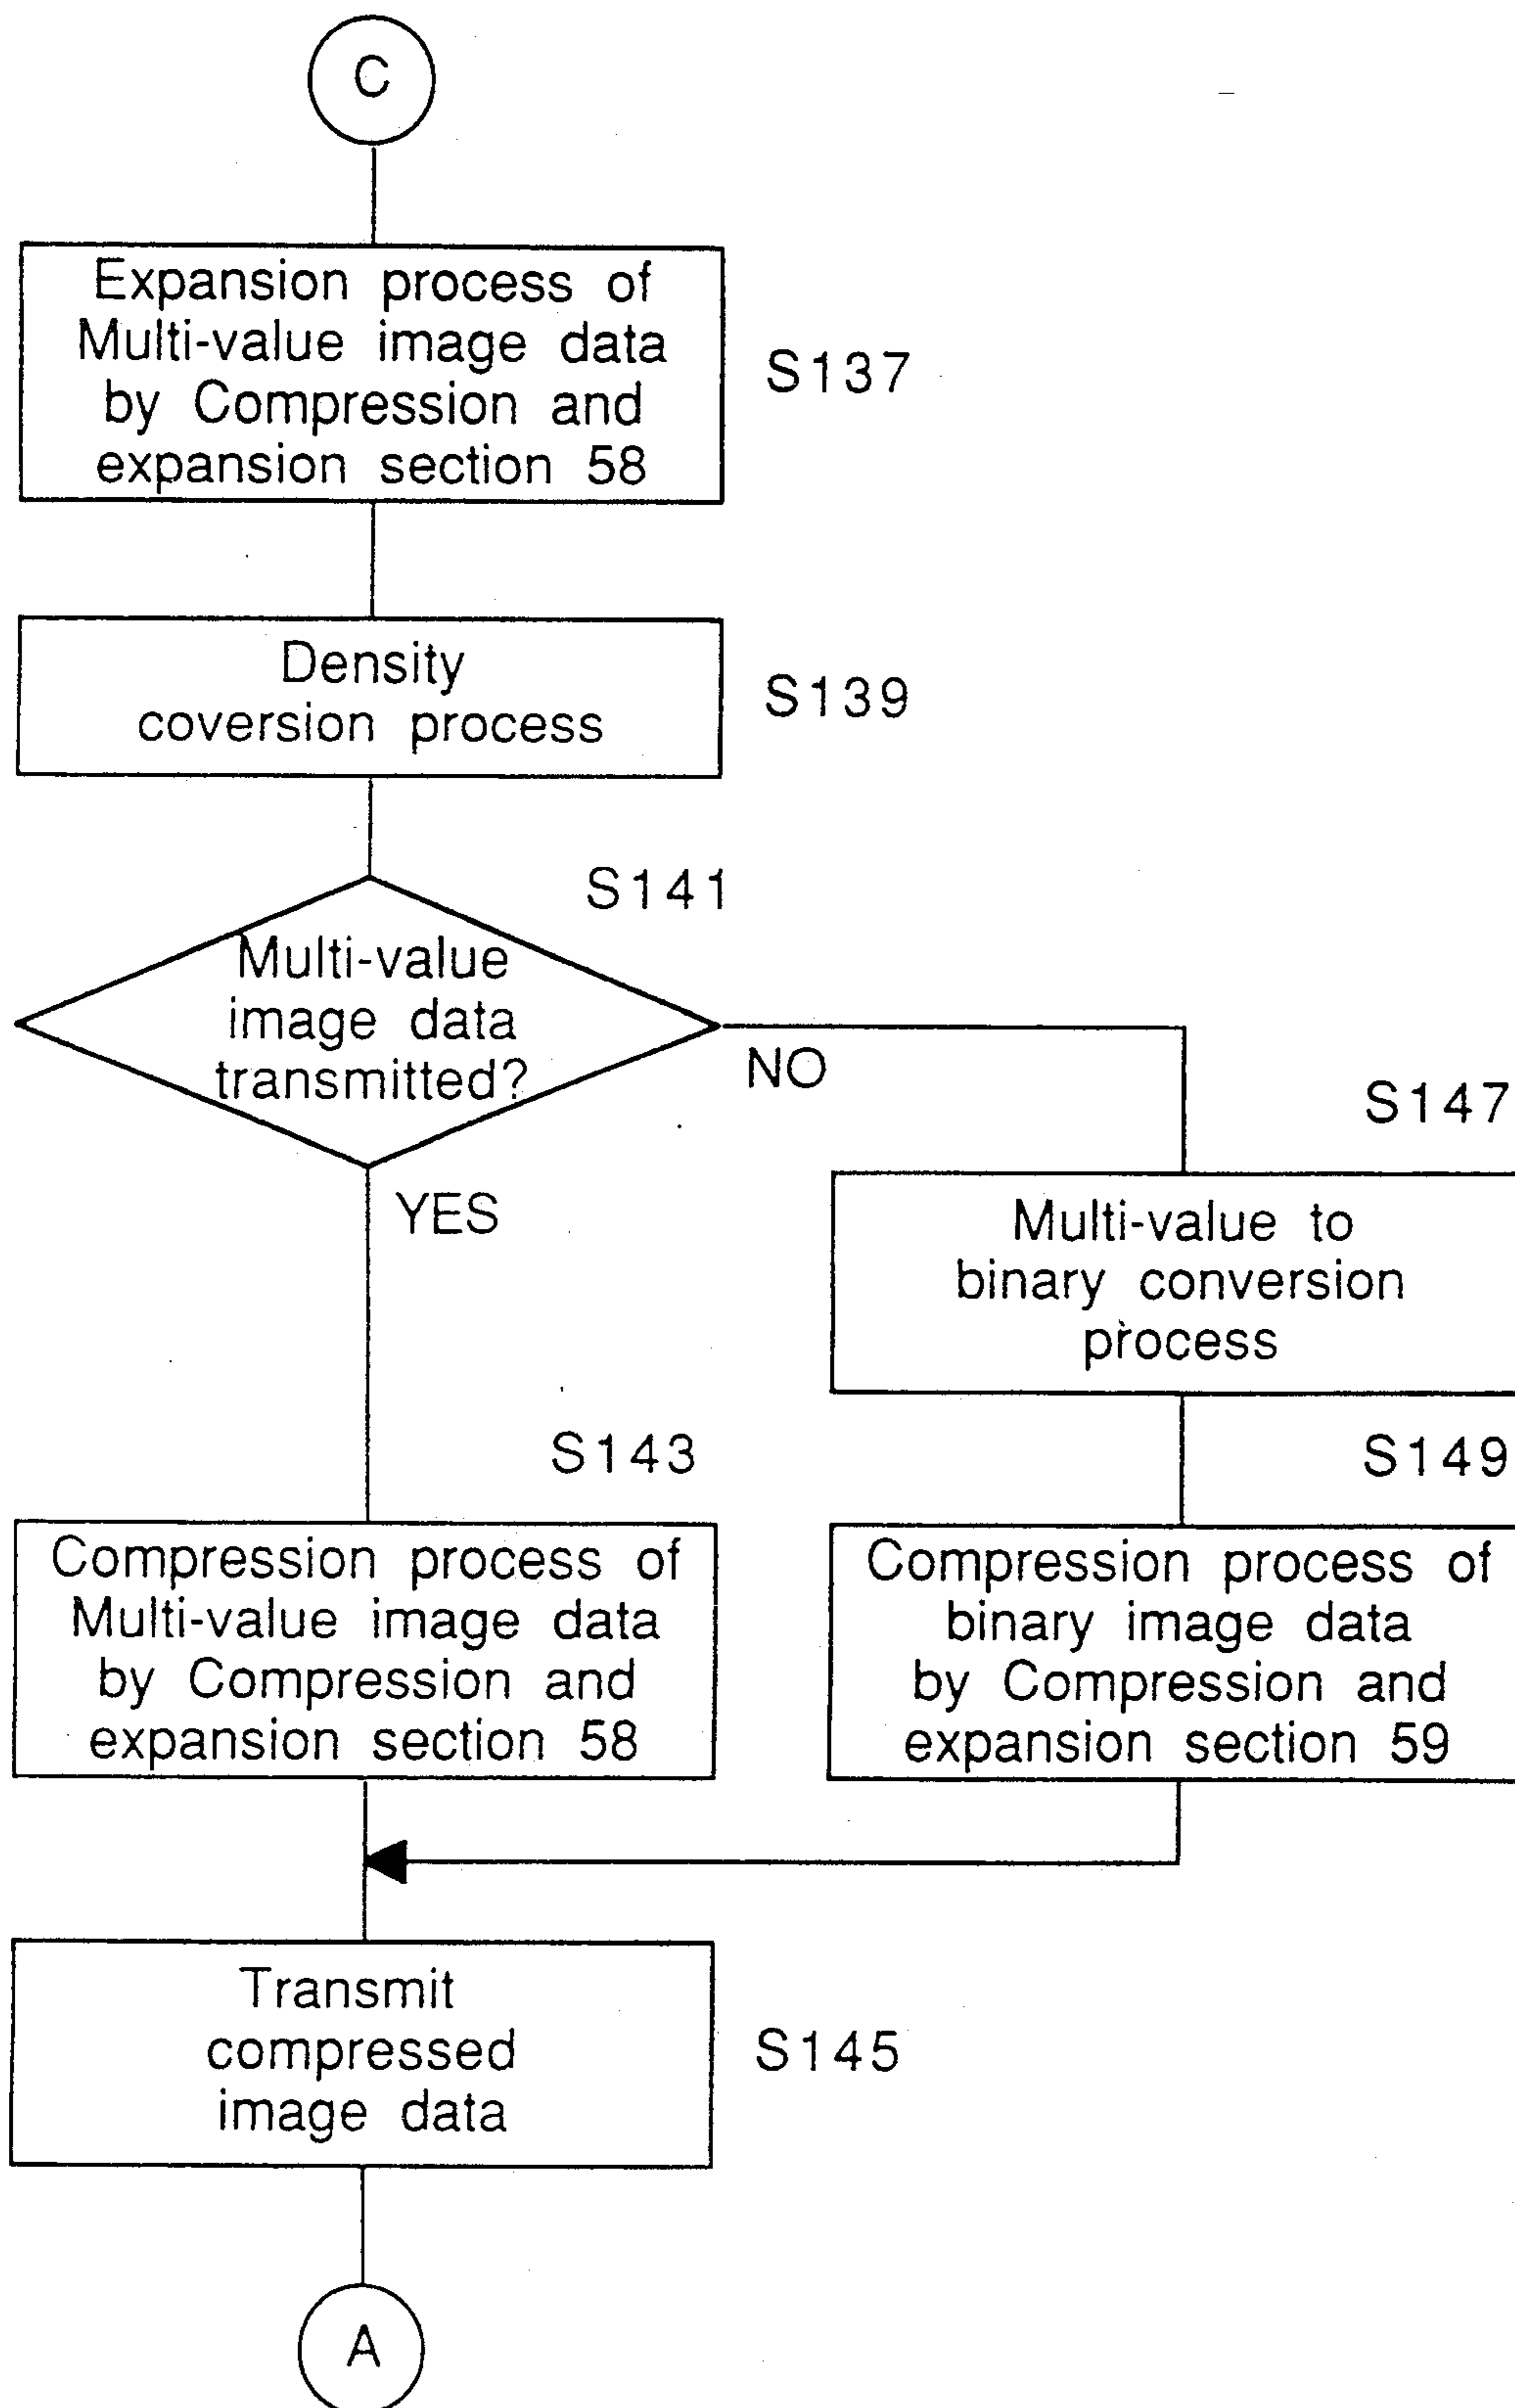 C
Expansion process of
Multi-value image data
by Compression and
expansion section 58
S137
Density
coversion process
S139
S141
Multi-value
image data
transmitted?
NO
YES
S147
Multi-value to
binary conversion
process
S143
Compression process of
Multi-value image data
by Compression and
expansion section 58
S149
Compression process of
binary image data
by Compression and
expansion section 59
Transmit
compressed
image data
S145
A